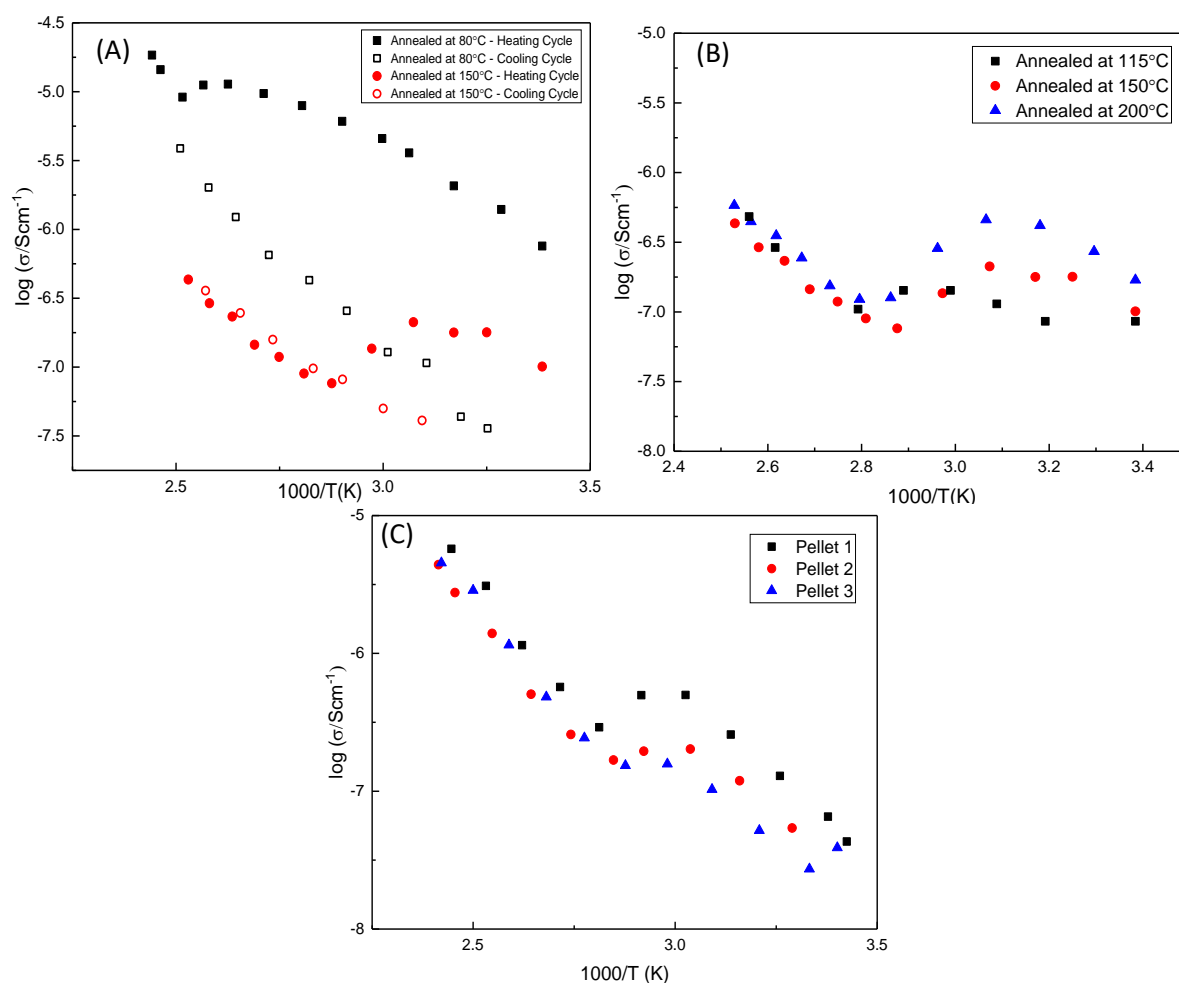 (A)
Annealed at 80°C - Heating Cycle
Annealed at 80°C - Cooling Cycle
Annealed at 150°C - Heating Cycle
Annealed at 150°C - Cooling Cycle
-4.5
-5.0
-5.5
-6.0
-6.5
-7.0
-7.5
log (σ/Scm⁻¹)
2.5 3.0 3.5
1000/T(K)
(B)
Annealed at 115°C
Annealed at 150°C
Annealed at 200°C
-5.0
-5.5
-6.0
-6.5
-7.0
-7.5
-8.0
log (σ/Scm⁻¹)
2.4 2.6 2.8 3.0 3.2 3.4
1000/T(K)
(C)
Pellet 1
Pellet 2
Pellet 3
-5
-6
-7
-8
log (σ/Scm⁻¹)
2.5 3.0 3.5
1000/T (K)